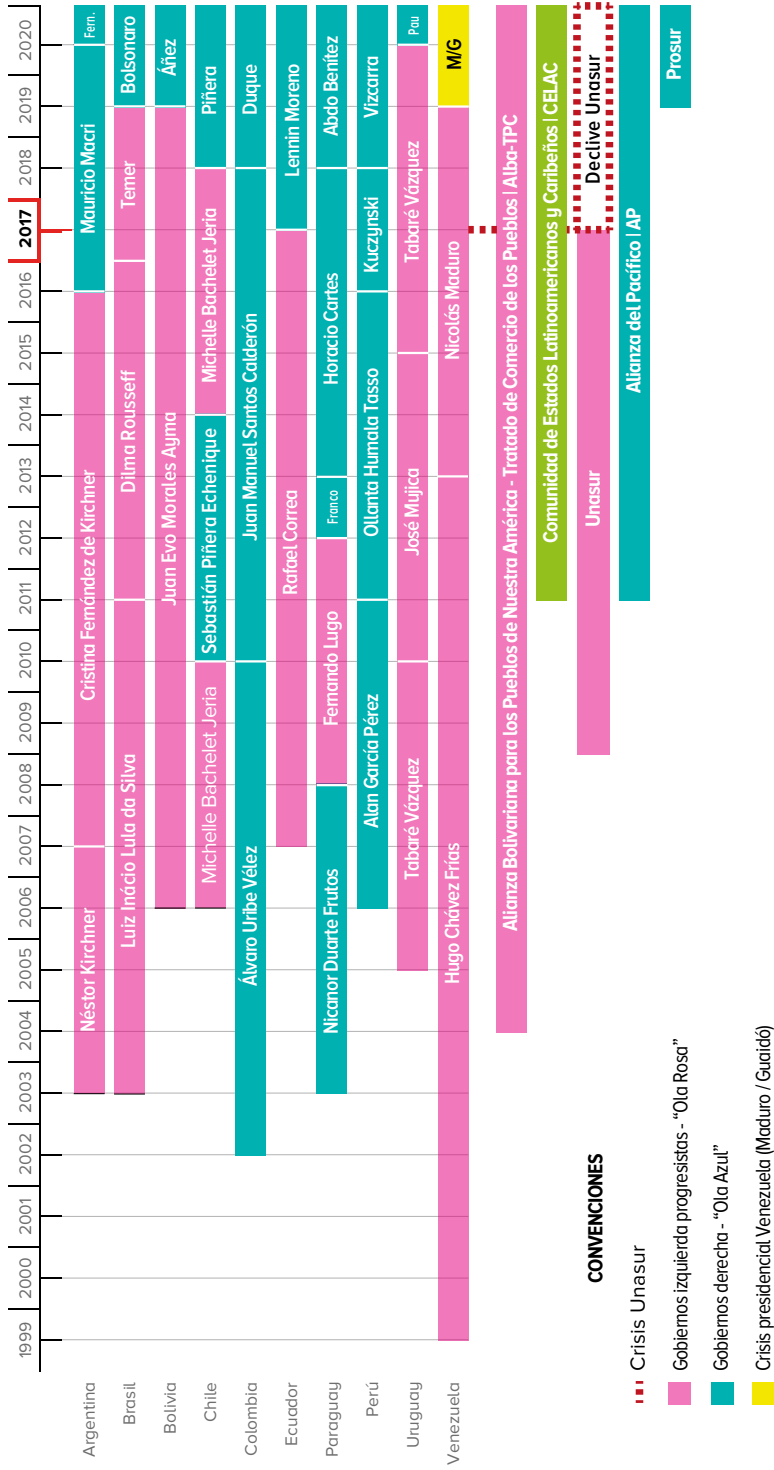 1999 2000 2001 2002 2003 2004 2005 2006 2007 2008 2009 2010 2011 2012 2013 2014 2015 2016 2017 2018 2019 2020
Argentina
Néstor Kirchner
Cristina Fernández de Kirchner
Mauricio Macri
Fern.
Brasil
Luiz Inácio Lula da Silva
Dilma Rousseff
Temer
Bolsonaro
Bolivia
Juan Evo Morales Ayma
Áñez
Chile
Michelle Bachelet Jeria
Sebastián Piñera Echenique
Michelle Bachelet Jeria
Piñera
Colombia
Álvaro Uribe Vélez
Juan Manuel Santos Calderón
Duque
Ecuador
Rafael Correa
Lennin Moreno
Paraguay
Nicanor Duarte Frutos
Fernando Lugo
Franco
Horacio Cartes
Abdo Benítez
Perú
Alan García Pérez
Ollanta Humala Tasso
Kuczynski
Vizcarra
Uruguay
Tabaré Vázquez
José Mujica
Tabaré Vázquez
Pau
Venezuela
Hugo Chávez Frías
Nicolás Maduro
M/G
Alianza Bolivariana para los Pueblos de Nuestra América - Tratado de Comercio de los Pueblos | Alba-TPC
Comunidad de Estados Latinoamericanos y Caribeños | CELAC
Unasur
Declive Unasur
Alianza del Pacífico | AP
Prosur
CONVENCIONES
Crisis Unasur
Gobiernos izquierda progresistas - “Ola Rosa”
Gobiernos derecha - “Ola Azul”
Crisis presidencial Venezuela (Maduro / Guaidó)